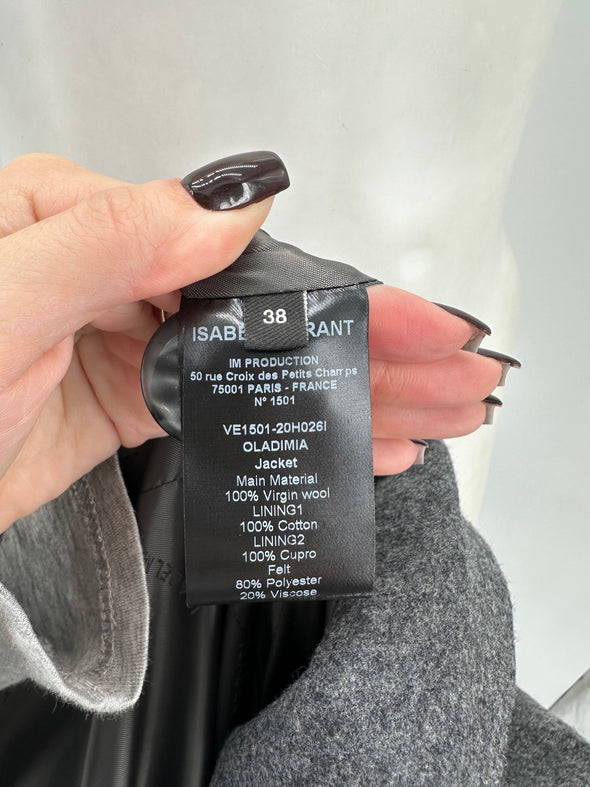 38
ISABE RANT
IM PRODUCTION
50 rue Croix des Petits Champs
75001 PARIS - FRANCE
N° 1501
VE1501-20H026I
OLADIMIA
Jacket
Main Material
100% Virgin wool
LINING1
100% Cotton
LINING2
100% Cupro
Felt
80% Polyester
20% Viscose